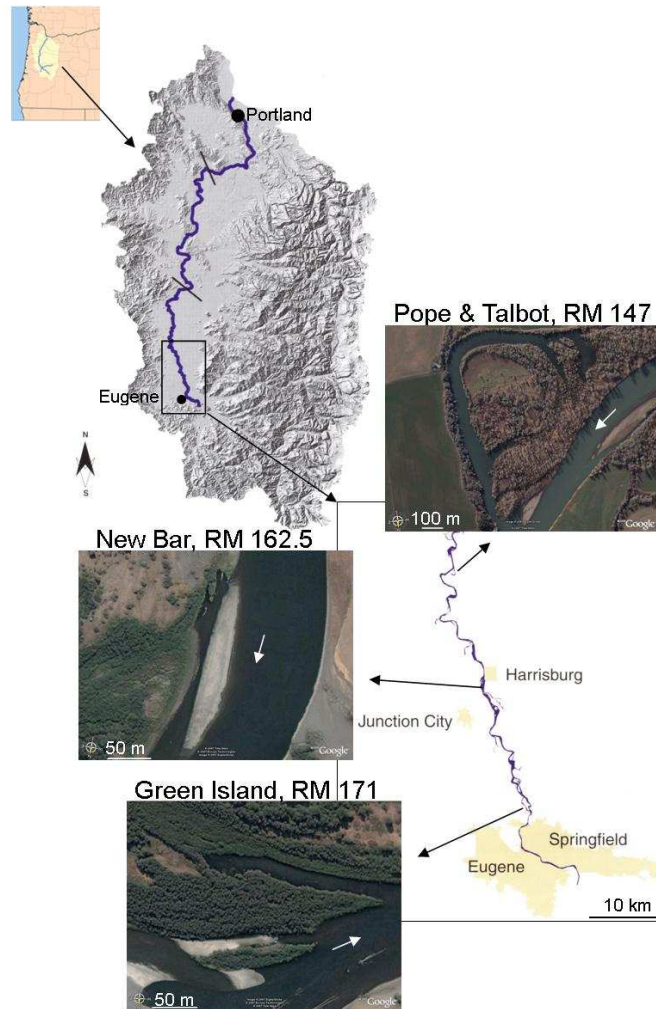 Portland
Eugene
N
S
Pope & Talbot, RM 147
100 m
Google
New Bar, RM 162.5
50 m
Google
Harrisburg
Junction City
Green Island, RM 171
50 m
Google
Springfield
Eugene
10 km